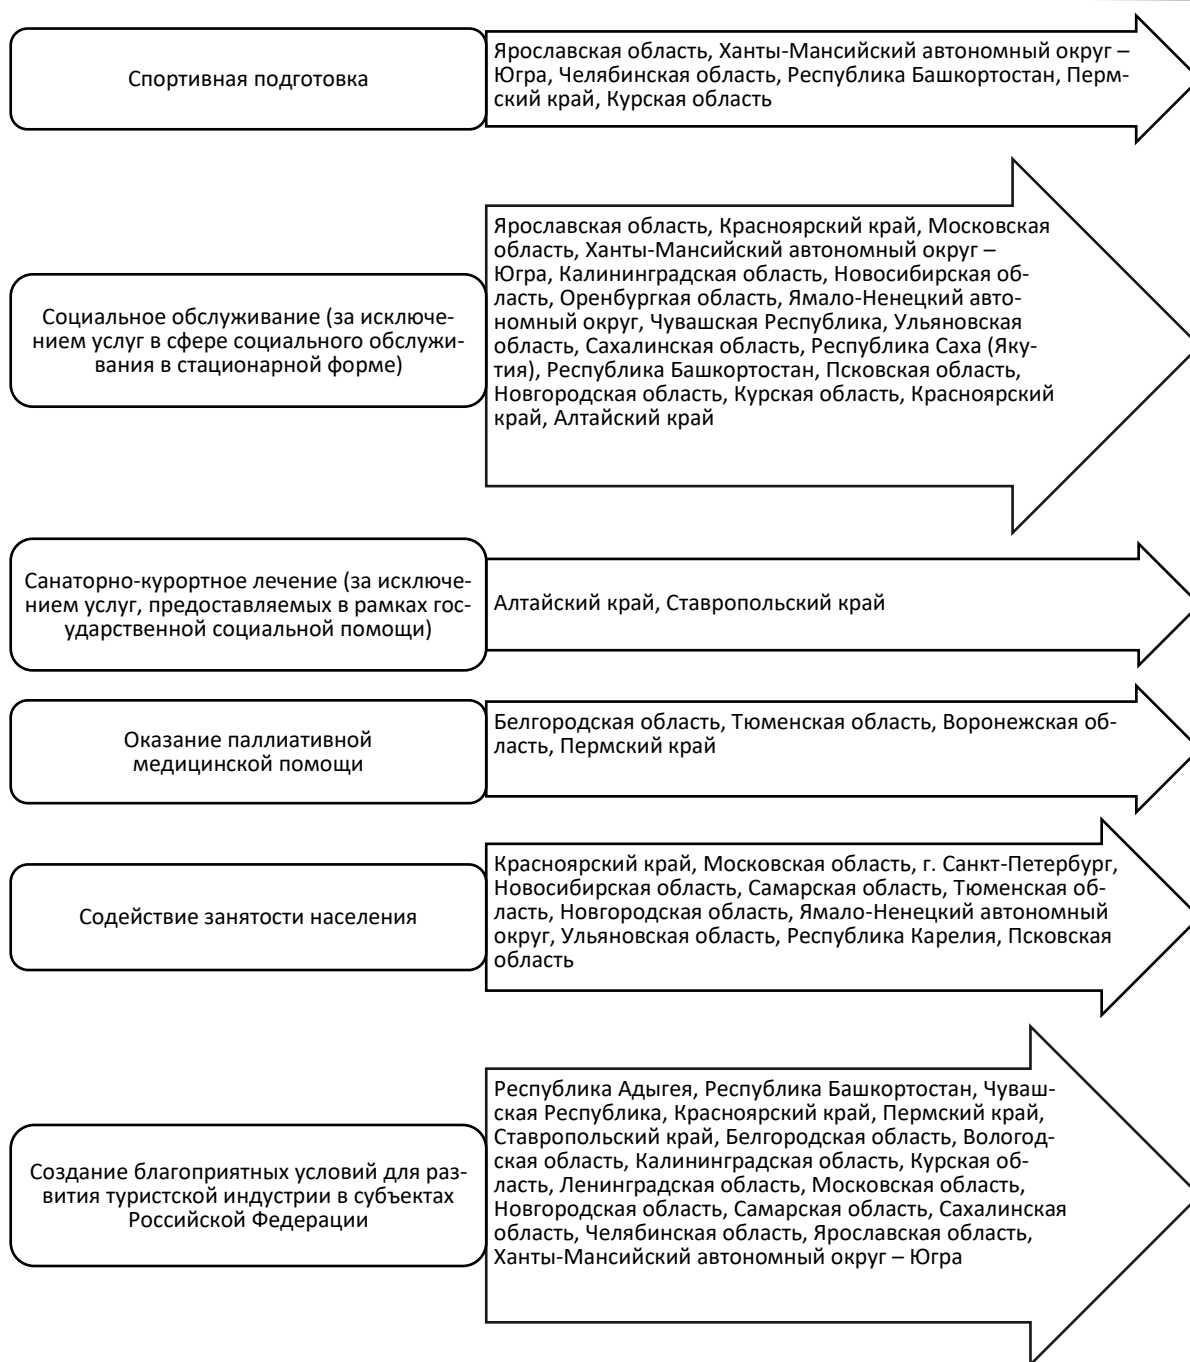 Спортивная подготовка
Ярославская область, Ханты-Мансийский автономный округ –
Югра, Челябинская область, Республика Башкортостан, Перм-
ский край, Курская область
Социальное обслуживание (за исключе-
нием услуг в сфере социального обслужи-
вания в стационарной форме)
Ярославская область, Красноярский край, Московская
область, Ханты-Мансийский автономный округ –
Югра, Калининградская область, Новосибирская об-
ласть, Оренбургкая область, Ямало-Ненецкий авто-
номный округ, Чувашская Республика, Ульяновская
область, Сахалинская область, Республика Саха (Яку-
тия), Республика Башкортостан, Псковская область,
Новгородская область, Курская область, Красноярский
край, Алтайский край
Санаторно-курортное лечение (за исключе-
нием услуг, предоставляемых в рамках гос-
ударственной социальной помощи)
Алтайский край, Ставропольский край
Оказание паллиативной
медицинской помощи
Белгородская область, Тюменская область, Воронежская об-
ласть, Пермский край
Содействие занятости населения
Красноярский край, Московская область, г. Санкт-Петербург,
Новосибирская область, Самарская область, Тюменская об-
ласть, Новгородская область, Ямало-Ненецкий автономный
округ, Ульяновская область, Республика Карелия, Псковская
область
Создание благоприятных условий для раз-
вития туристской индустрии в субъектах
Российской Федерации
Республика Адыгея, Республика Башкортостан, Чуваш-
ская Республика, Красноярский край, Пермский край,
Ставропольский край, Белгородская область, Вологод-
ская область, Калининградская область, Курская об-
ласть, Ленинградская область, Московская область,
Новгородская область, Самарская область, Сахалинская
область, Челябинская область, Ярославская область,
Ханты-Мансийский автономный округ – Югра